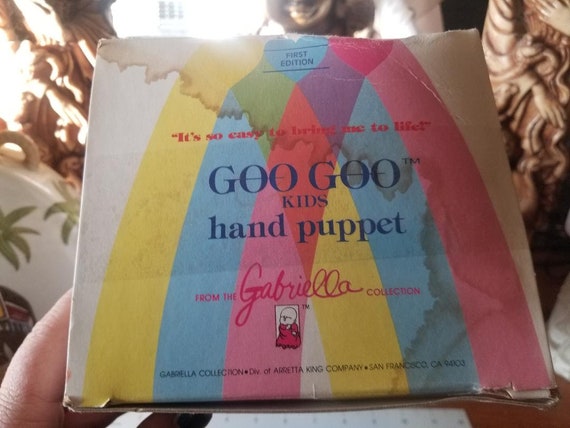 FIRST
EDITION
"It's so easy to bring me to life!"
GOO GOO™
KIDS
hand puppet
FROM THE Gabriella COLLECTION
™
GABRIELLA COLLECTION • Div. of ARRETTA KING COMPANY • SAN FRANCISCO, CA 94103